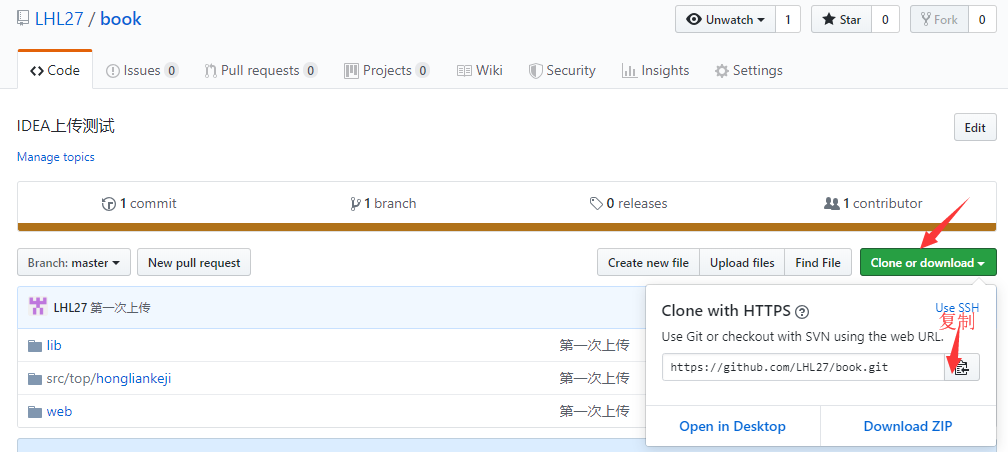 LHL27 / book
Unwatch 1 Star 0 Fork 0
Code Issues 0 Pull requests 0 Projects 0 Wiki Security Insights Settings
IDEA上传测试
Edit
Manage topics
1 commit 1 branch 0 releases 1 contributor
Branch: master New pull request Create new file Upload files Find File Clone or download
LHL27 第一次上传
Clone with HTTPS ? Use SSH
复制
Use Git or checkout with SVN using the web URL.
lib 第一次上传
https://github.com/LHL27/book.git
src/top/hongliankeji 第一次上传
web 第一次上传
Open in Desktop Download ZIP